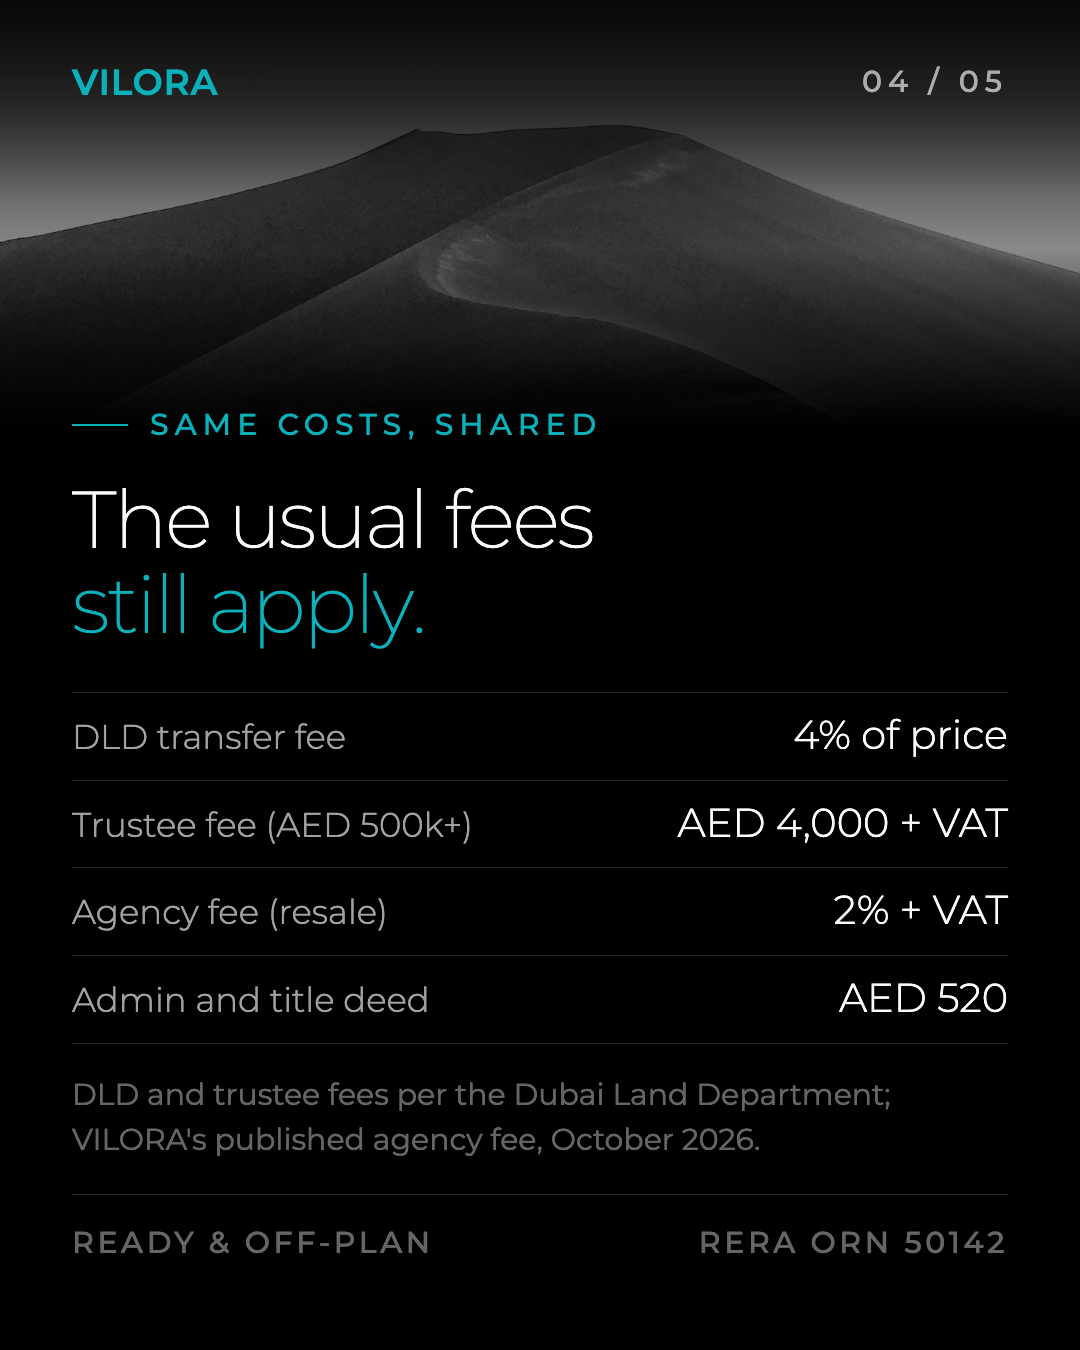 VILORA
04 / 05
SAME COSTS, SHARED
The usual fees
still apply.
DLD transfer fee
4% of price
Trustee fee (AED 500k+)
AED 4,000 + VAT
Agency fee (resale)
2% + VAT
Admin and title deed
AED 520
DLD and trustee fees per the Dubai Land Department;
VILORA's published agency fee, October 2026.
READY & OFF-PLAN
RERA ORN 50142